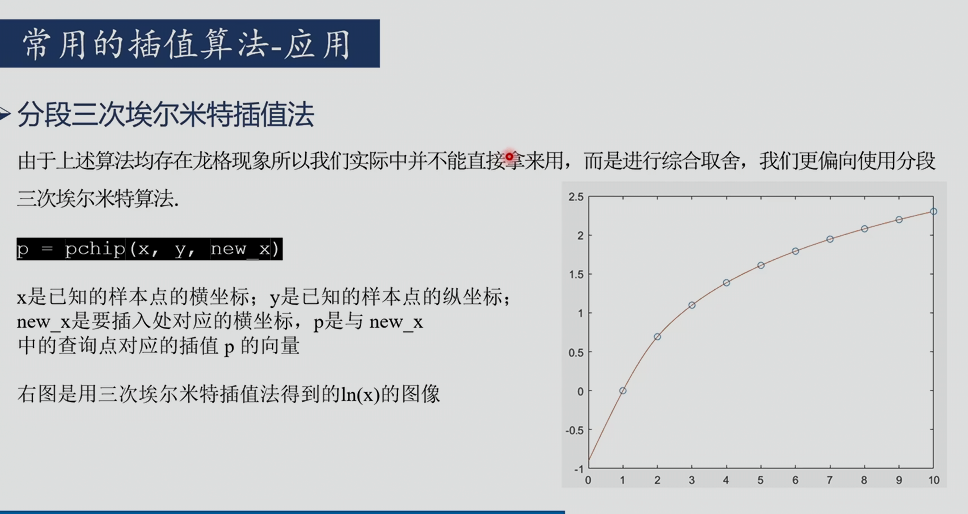 常用的插值算法-应用
分段三次埃尔米特插值法
由于上述算法均存在龙格现象所以我们实际中并不能直接拿来用，而是进行综合取舍，我们更偏向使用分段
三次埃尔米特算法.
p = pchip(x, y, new_x)
x是已知的样本点的横坐标；y是已知的样本点的纵坐标；
new_x是要插入处对应的横坐标，p是与 new_x
中的查询点对应的插值 p 的向量
右图是用三次埃尔米特插值法得到的ln(x)的图像
2.5
2
1.5
1
0.5
0
-0.5
-1
0 1 2 3 4 5 6 7 8 9 10